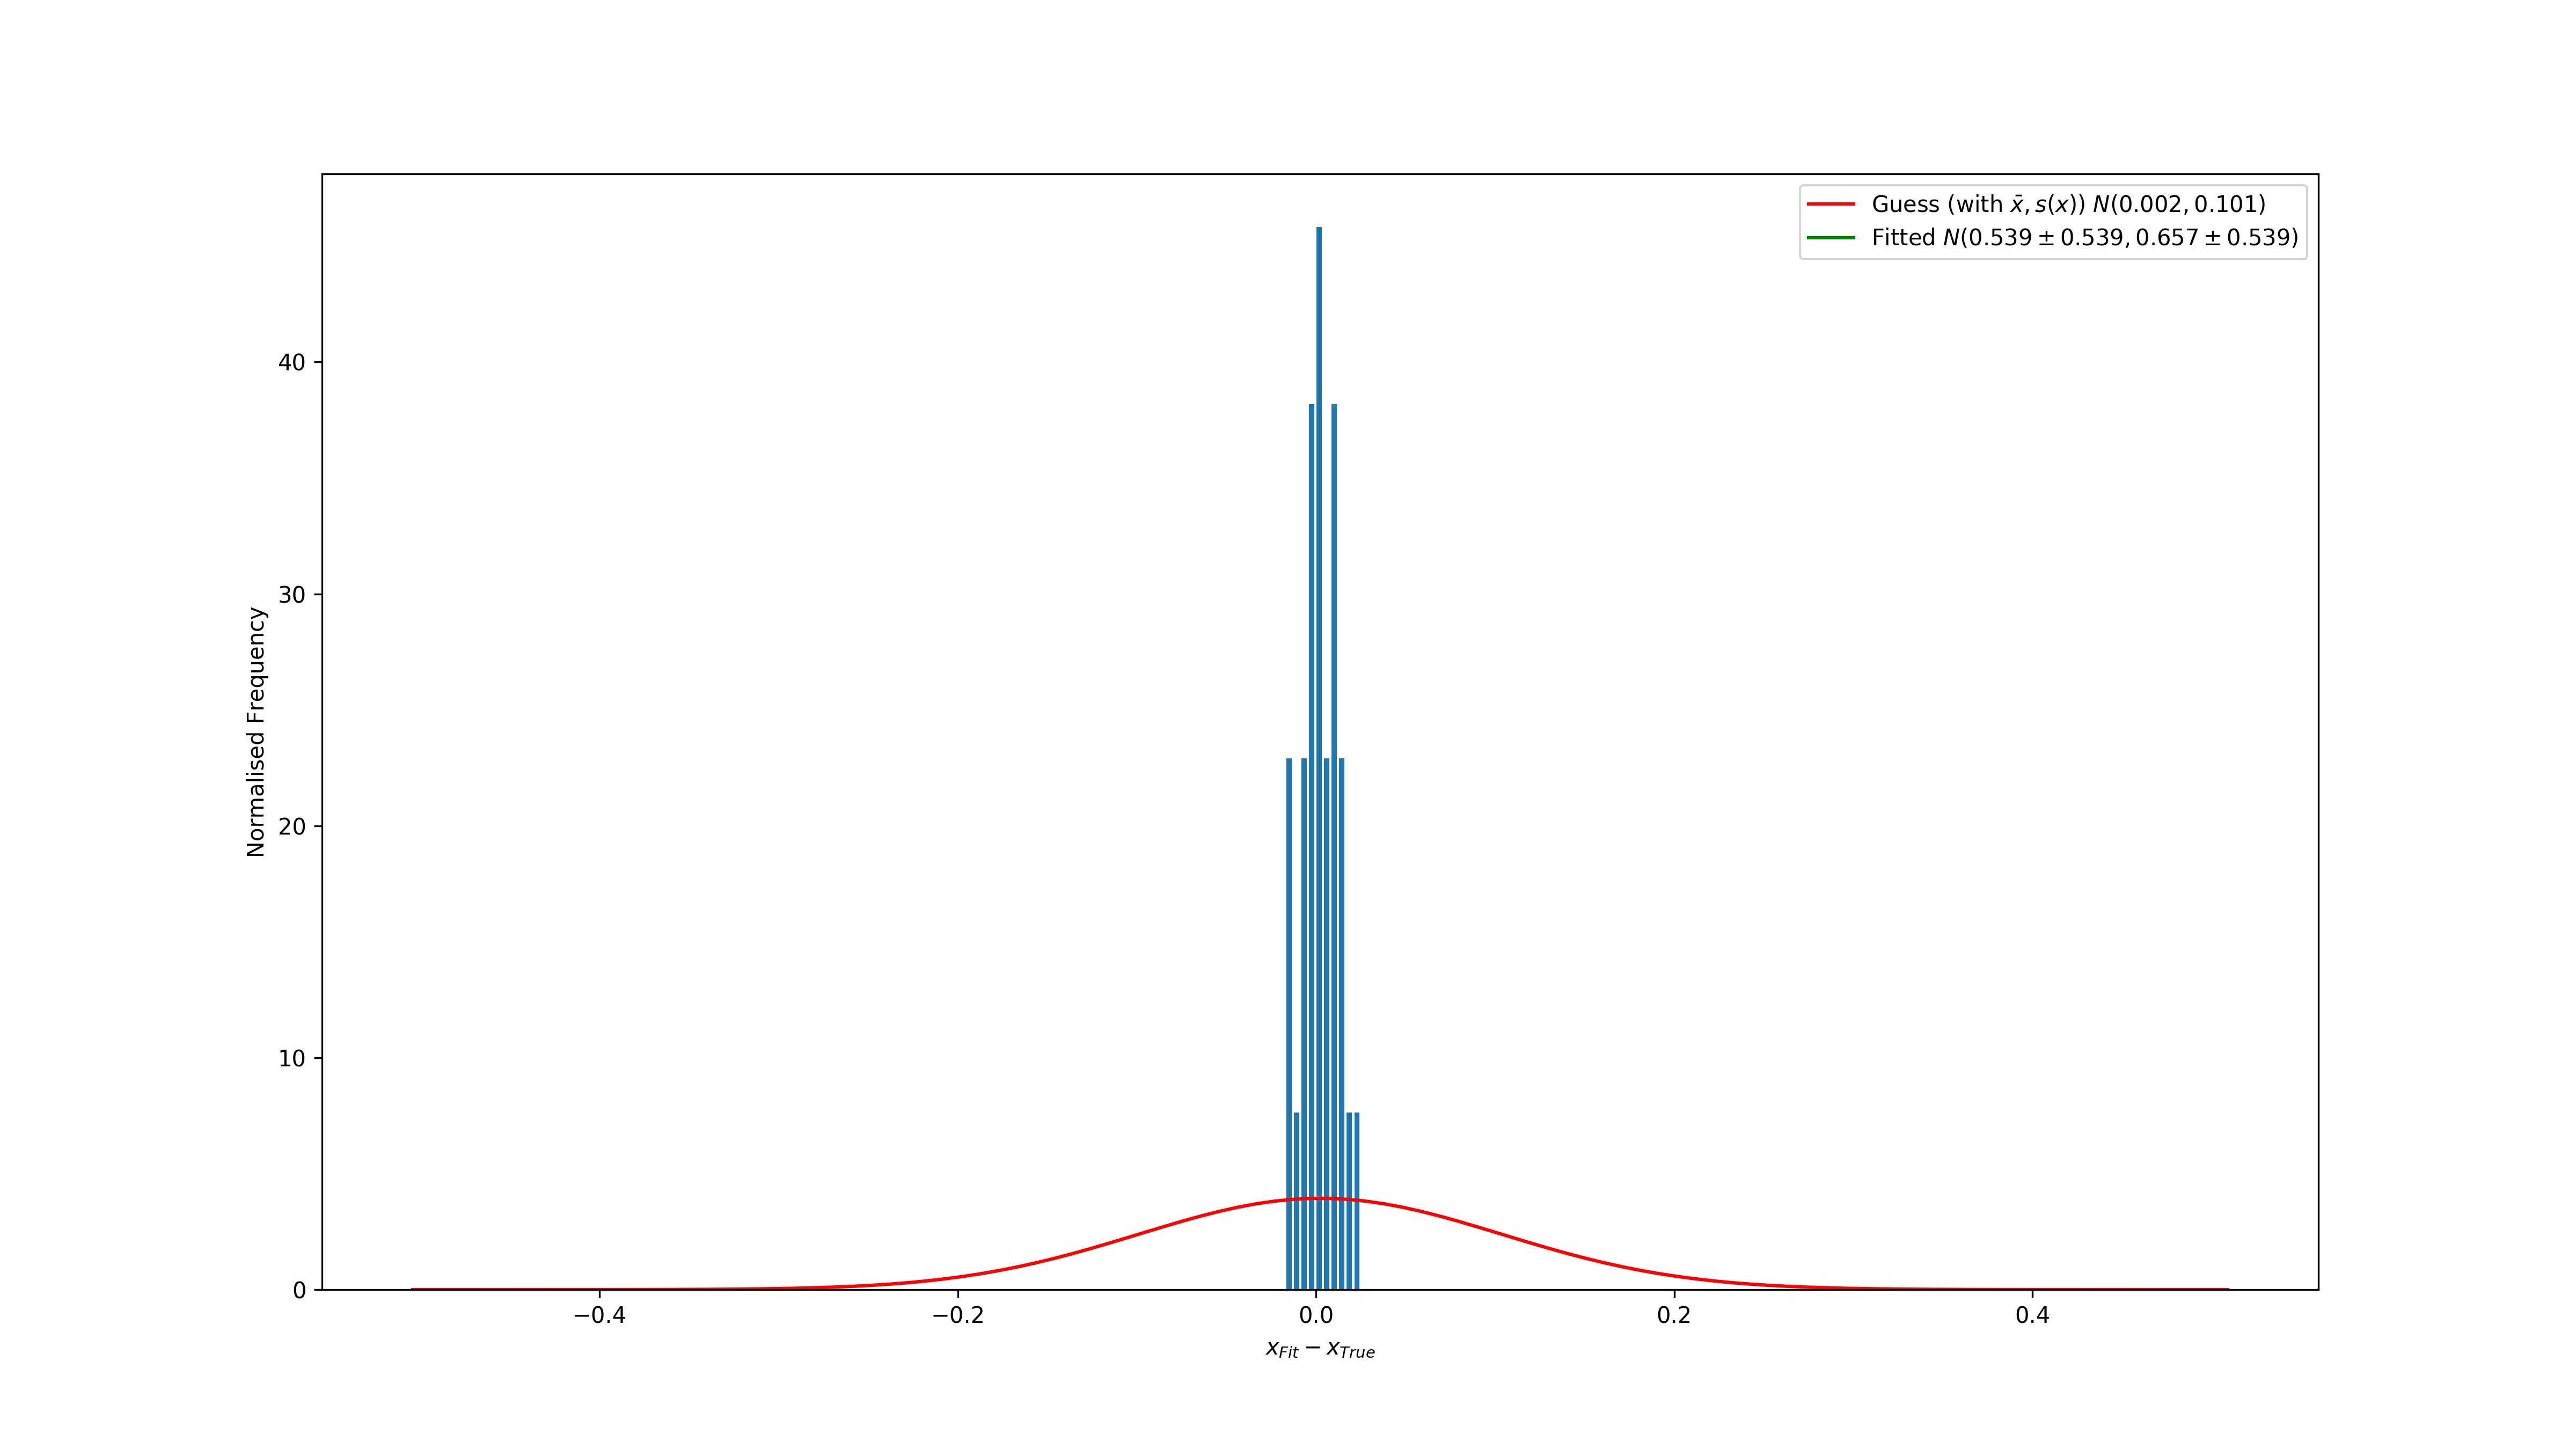 Guess (with x̄, s(x)) N(0.002, 0.101)
Fitted N(0.539 ± 0.539, 0.657 ± 0.539)
Normalised Frequency
40
30
20
10
0
−0.4 −0.2 0.0 0.2 0.4
x_Fit − x_True